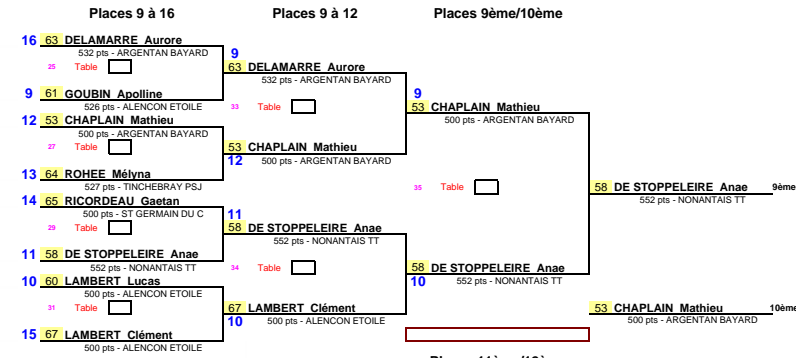 Places 9 à 16 Places 9 à 12 Places 9ème/10ème
16 63 DELAMARRE Aurore
532 pts - ARGENTAN BAYARD
25 Table
9 61 GOUBIN Apolline
526 pts - ALENCON ETOILE
12 53 CHAPLAIN Mathieu
500 pts - ARGENTAN BAYARD
27 Table
13 64 ROHEE Mélyna
527 pts - TINCHEBRAY PSJ
14 65 RICORDEAU Gaetan
500 pts - ST GERMAIN DU C
29 Table
11 58 DE STOPPELEIRE Anae
552 pts - NONANTAIS TT
10 60 LAMBERT Lucas
500 pts - ALENCON ETOILE
31 Table
15 67 LAMBERT Clément
500 pts - ALENCON ETOILE
9
63 DELAMARRE Aurore
532 pts - ARGENTAN BAYARD
33 Table
53 CHAPLAIN Mathieu
12 500 pts - ARGENTAN BAYARD
11
58 DE STOPPELEIRE Anae
552 pts - NONANTAIS TT
34 Table
67 LAMBERT Clément
10 500 pts - ALENCON ETOILE
9
53 CHAPLAIN Mathieu
500 pts - ARGENTAN BAYARD
35 Table
58 DE STOPPELEIRE Anae
10 552 pts - NONANTAIS TT
58 DE STOPPELEIRE Anae 9ème
552 pts - NONANTAIS TT
53 CHAPLAIN Mathieu 10ème
500 pts - ARGENTAN BAYARD